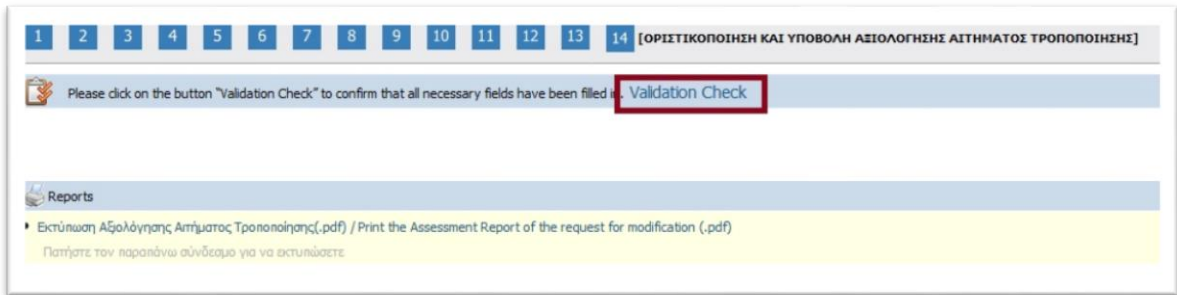 1 2 3 4 5 6 7 8 9 10 11 12 13 14 [ΟΡΙΣΤΙΚΟΠΟΙΗΣΗ ΚΑΙ ΥΠΟΒΟΛΗ ΑΞΙΟΛΟΓΗΣΗΣ ΑΙΤΗΜΑΤΟΣ ΤΡΟΠΟΠΟΙΗΣΗΣ]
Please click on the button "Validation Check" to confirm that all necessary fields have been filled in. Validation Check
Reports
Εκτύπωση Αξιολόγησης Αιτήματος Τροποποίησης(.pdf) / Print the Assessment Report of the request for modification (.pdf)
Πατήστε τον παραπάνω σύνδεσμο για να εκτυπώσετε